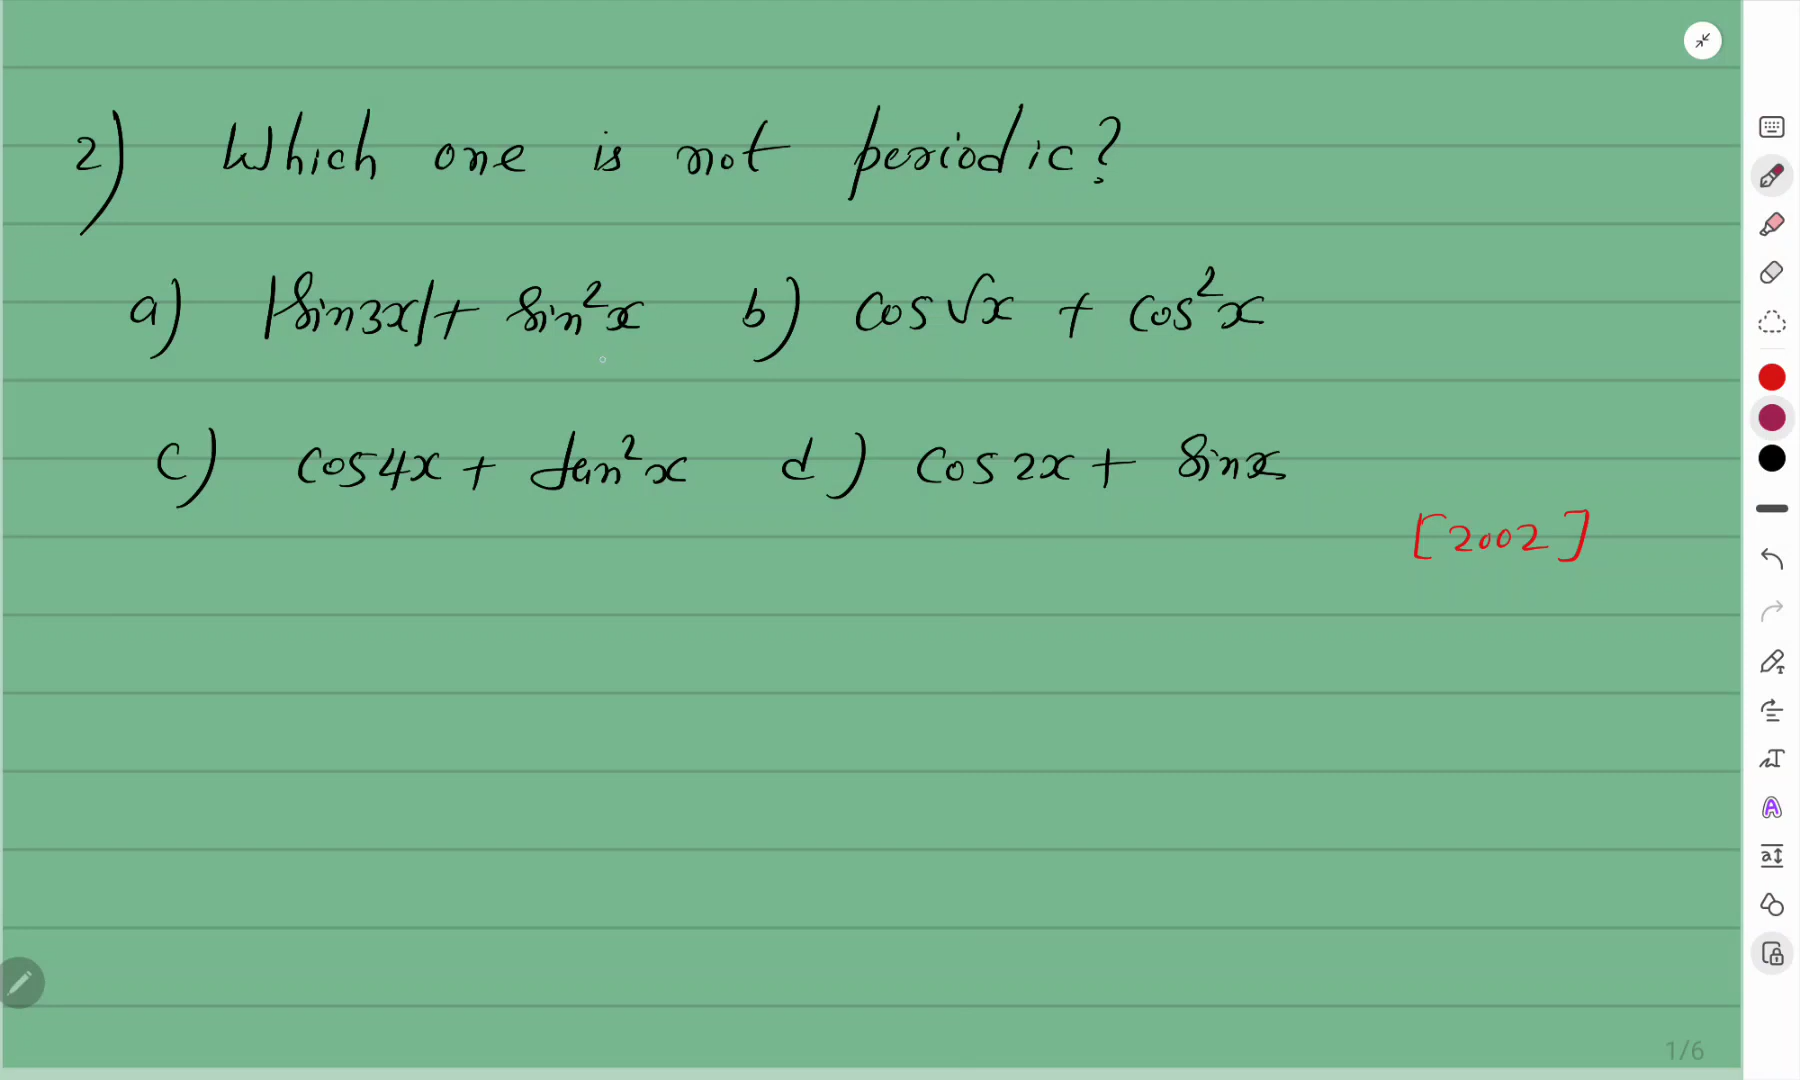 2) Which one is not periodic?
a) |sin3x| + sin²x b) cos√x + cos²x
c) cos4x + tan²x d) cos2x + sinx
[2002]
1/6